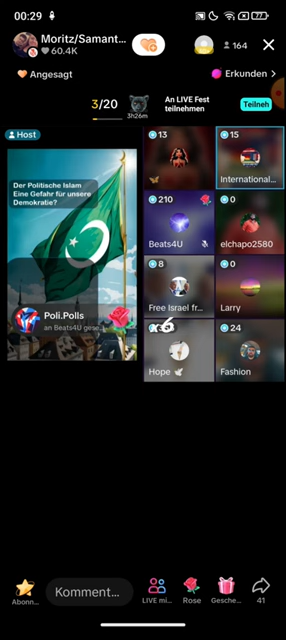 00:29
77
Moritz/Samant...
60.4K
164
Angesagt
Erkunden
3/20
3h26m
An LIVE Fest
teilnehmen
Teilneh
Host
Der Politische Islam
Eine Gefahr für unsere
Demokratie?
Poli.Polls
an Beats4U gese
13
15
International...
210
Beats4U
0
elchapo2580
8
Free Israel fr...
0
Larry
x6
Hope
24
Fashion
Abonn...
Komment...
LIVE mi...
Rose
Gesche...
41